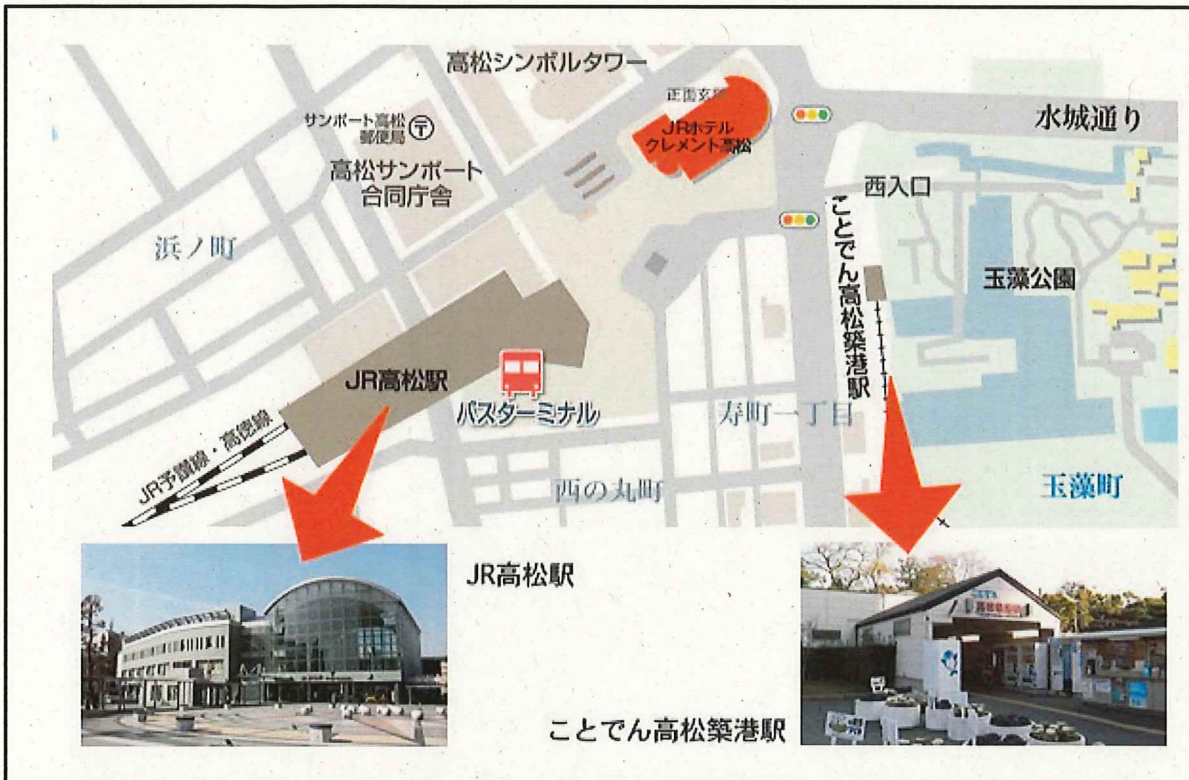 高松シンボルタワー
正面玄関
JRホテル
クレメント高松
水城通り
サンポート高松
郵便局
高松サンポート
合同庁舎
西入口
浜ノ町
ことでん高松築港駅
玉藻公園
JR高松駅
バスターミナル
寿町一丁目
JR予讃線・高徳線
西の丸町
玉藻町
JR高松駅
ことでん高松築港駅